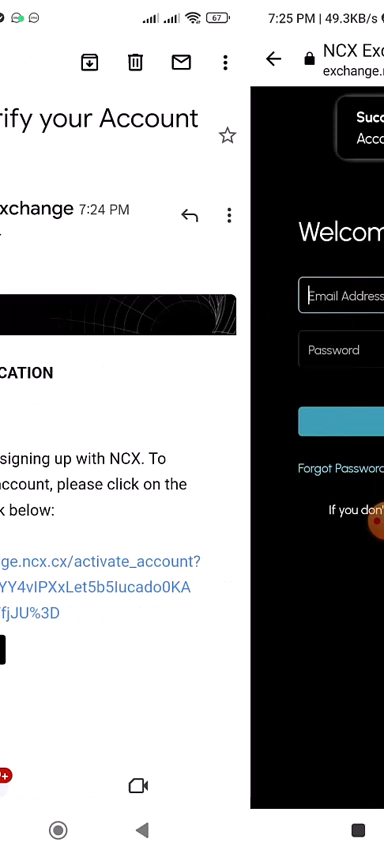 67
rify your Account
xchange 7:24 PM
CATION
signing up with NCX. To
account, please click on the
k below:
ge.ncx.cx/activate_account?
YY4vIPXxLet5b5lucado0KA
fjJU%3D
7:25 PM | 49.3KB/s
NCX Exc
exchange.n
Succ
Acco
Welcom
Email Address
Password
Forgot Password
If you don'